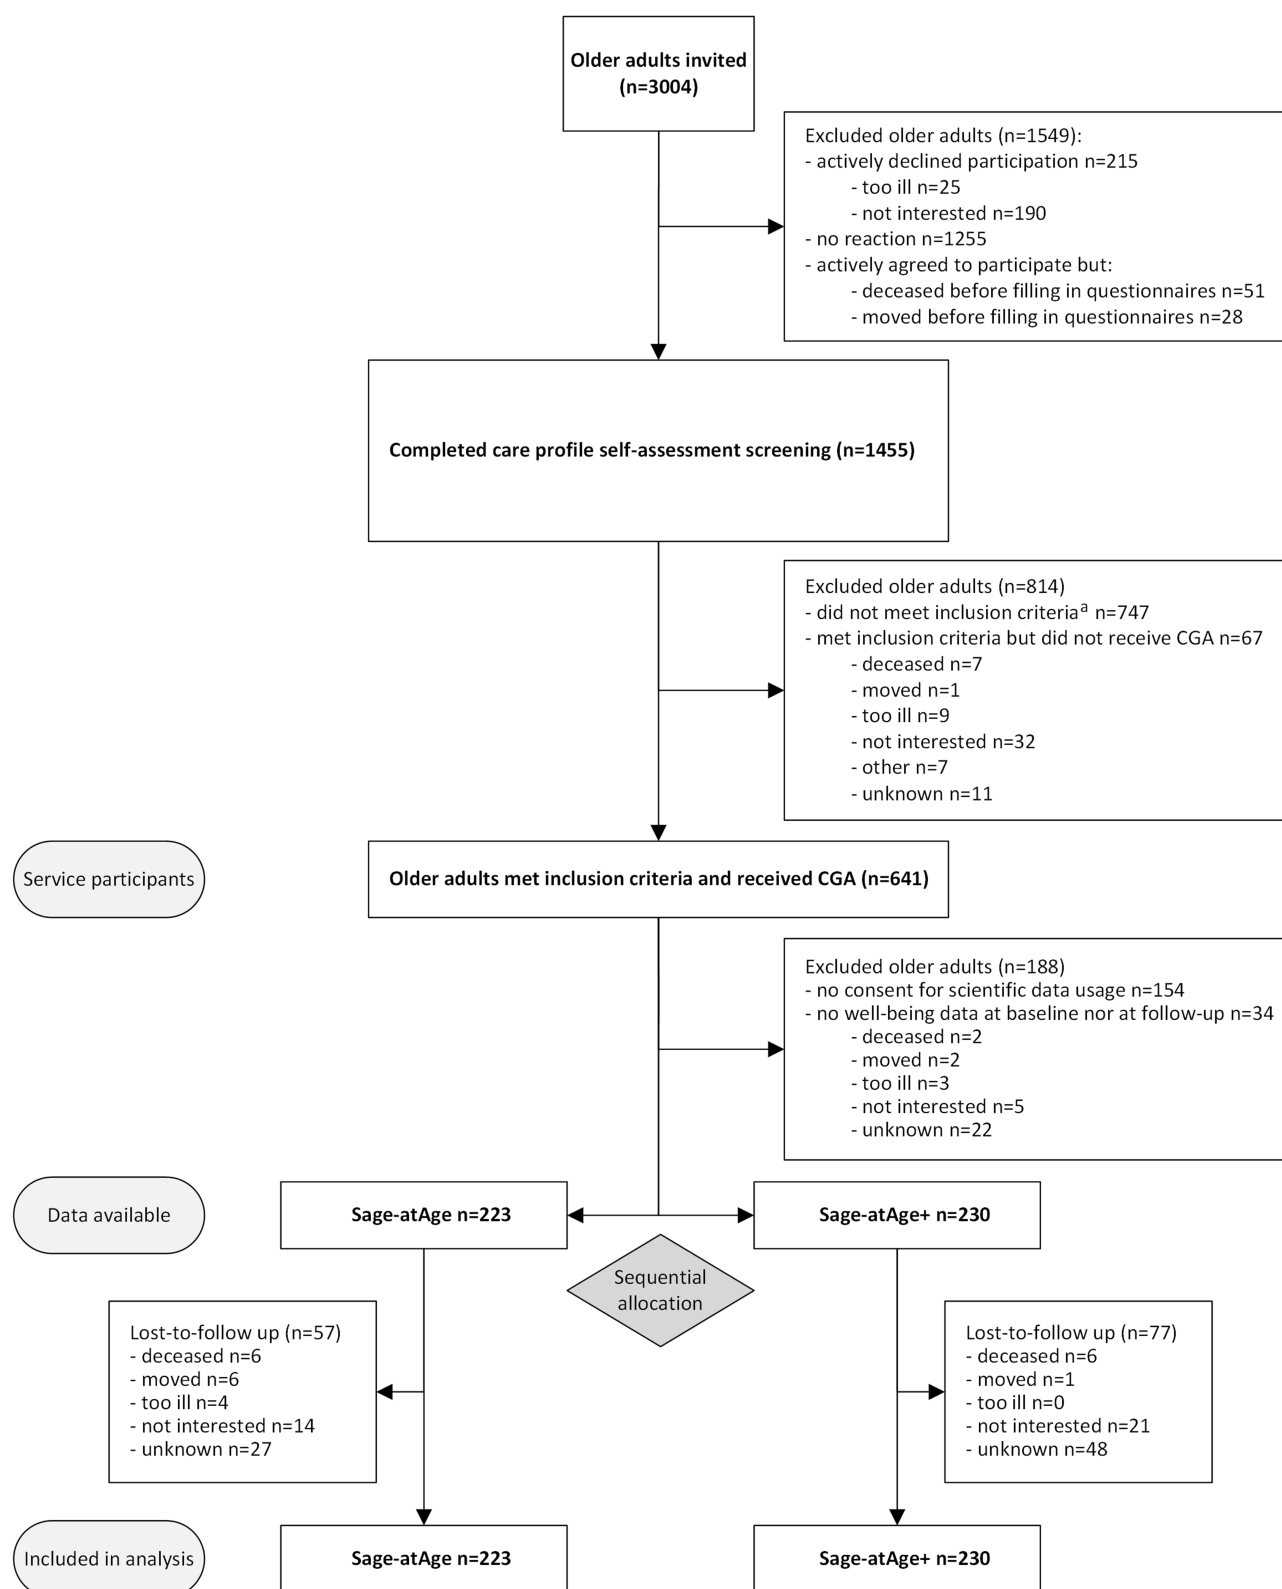 Older adults invited
(n=3004)
Excluded older adults (n=1549):
- actively declined participation n=215
- too ill n=25
- not interested n=190
- no reaction n=1255
- actively agreed to participate but:
- deceased before filling in questionnaires n=51
- moved before filling in questionnaires n=28
Completed care profile self-assessment screening (n=1455)
Excluded older adults (n=814)
- did not meet inclusion criteriaᵃ n=747
- met inclusion criteria but did not receive CGA n=67
- deceased n=7
- moved n=1
- too ill n=9
- not interested n=32
- other n=7
- unknown n=11
Service participants
Older adults met inclusion criteria and received CGA (n=641)
Excluded older adults (n=188)
- no consent for scientific data usage n=154
- no well-being data at baseline nor at follow-up n=34
- deceased n=2
- moved n=2
- too ill n=3
- not interested n=5
- unknown n=22
Data available
Sage-atAge n=223
Sage-atAge+ n=230
Sequential
allocation
Lost-to-follow up (n=57)
- deceased n=6
- moved n=6
- too ill n=4
- not interested n=14
- unknown n=27
Lost-to-follow up (n=77)
- deceased n=6
- moved n=1
- too ill n=0
- not interested n=21
- unknown n=48
Included in analysis
Sage-atAge n=223
Sage-atAge+ n=230